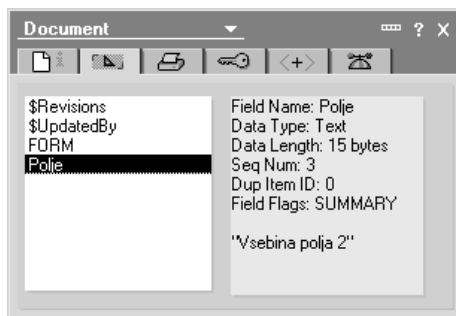 Document
? X
<+>
$Revisions
$UpdatedBy
FORM
Polje
Field Name: Polje
Data Type: Text
Data Length: 15 bytes
Seq Num: 3
Dup Item ID: 0
Field Flags: SUMMARY
"Vsebina polja 2"